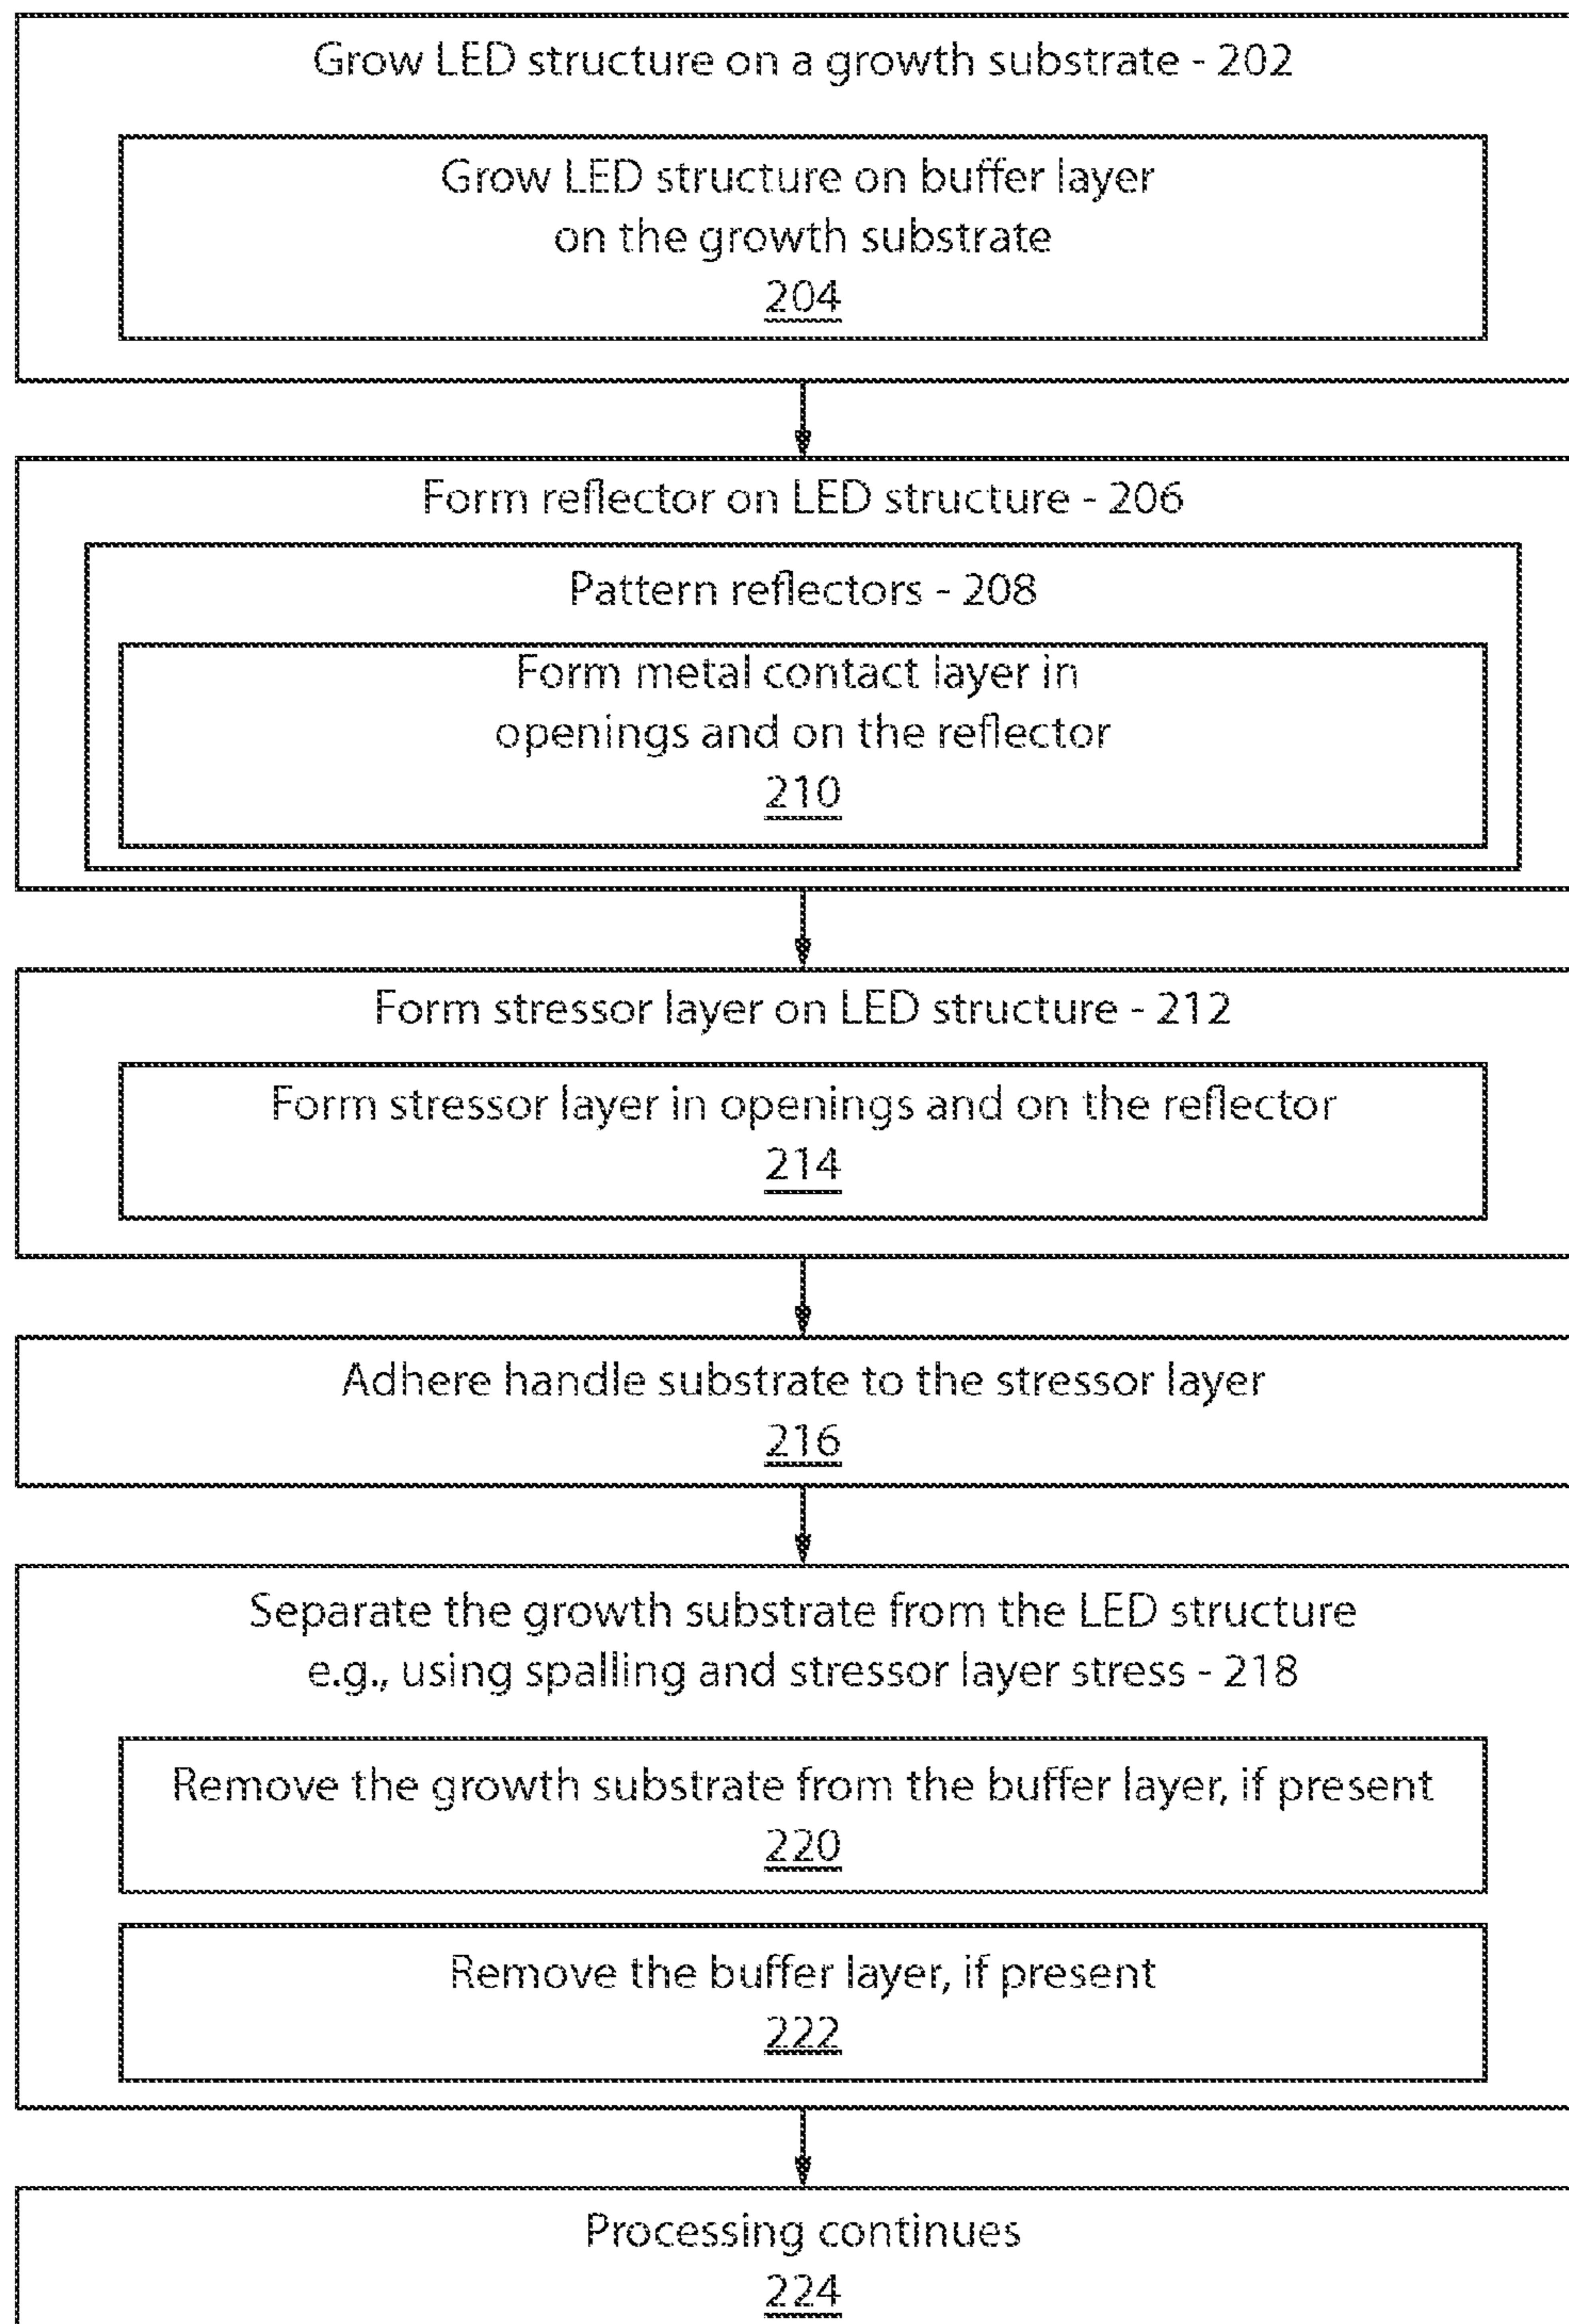 Grow LED structure on a growth substrate - 202
Grow LED structure on buffer layer
on the growth substrate
204
Form reflector on LED structure - 206
Pattern reflectors - 208
Form metal contact layer in
openings and on the reflector
210
Form stressor layer on LED structure - 212
Form stressor layer in openings and on the reflector
214
Adhere handle substrate to the stressor layer
216
Separate the growth substrate from the LED structure
e.g., using spalling and stressor layer stress - 218
Remove the growth substrate from the buffer layer, if present
220
Remove the buffer layer, if present
222
Processing continues
224